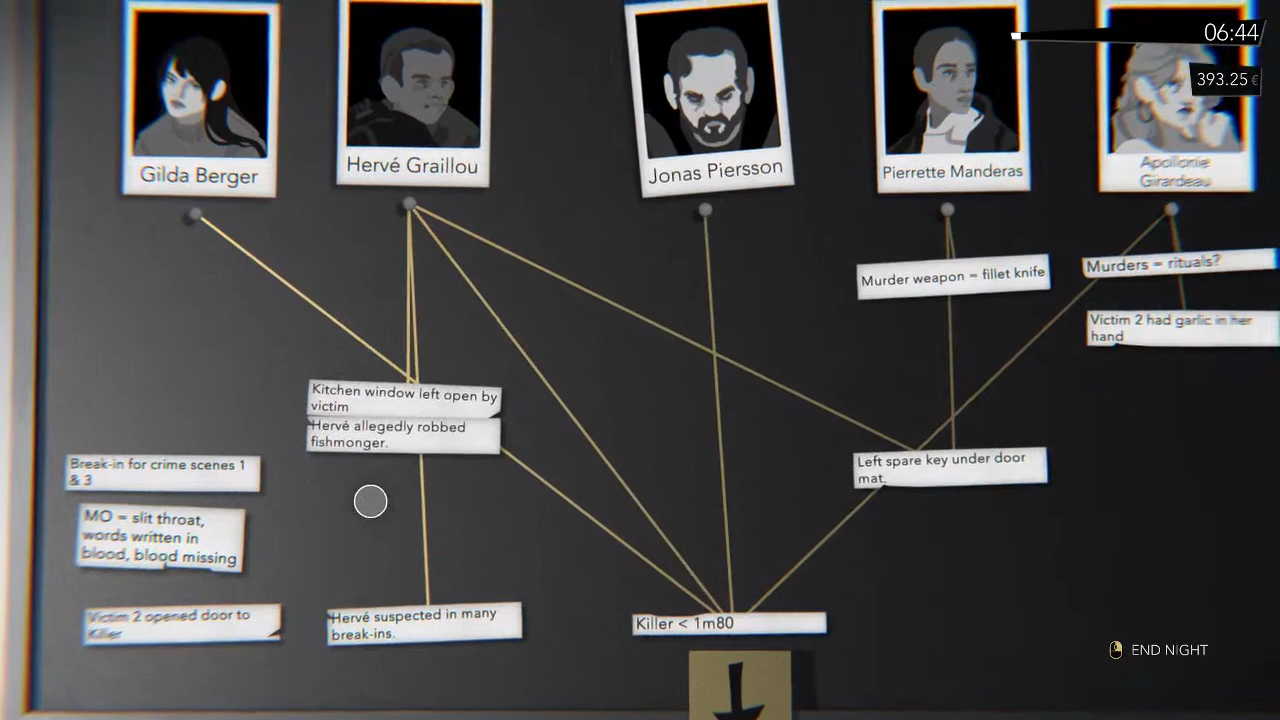 06:44
393.25 €
Gilda Berger
Hervé Graillou
Jonas Piersson
Pierrette Manderas
Apollonie
Girardeau
Murder weapon = fillet knife
Murders = rituals?
Victim 2 had garlic in her
hand
Kitchen window left open by
victim
Hervé allegedly robbed
fishmonger.
Break-in for crime scenes 1
& 3
Left spare key under door
mat.
MO = slit throat,
words written in
blood, blood missing
Victim 2 opened door to
Killer
Hervé suspected in many
break-ins.
Killer < 1m80
END NIGHT